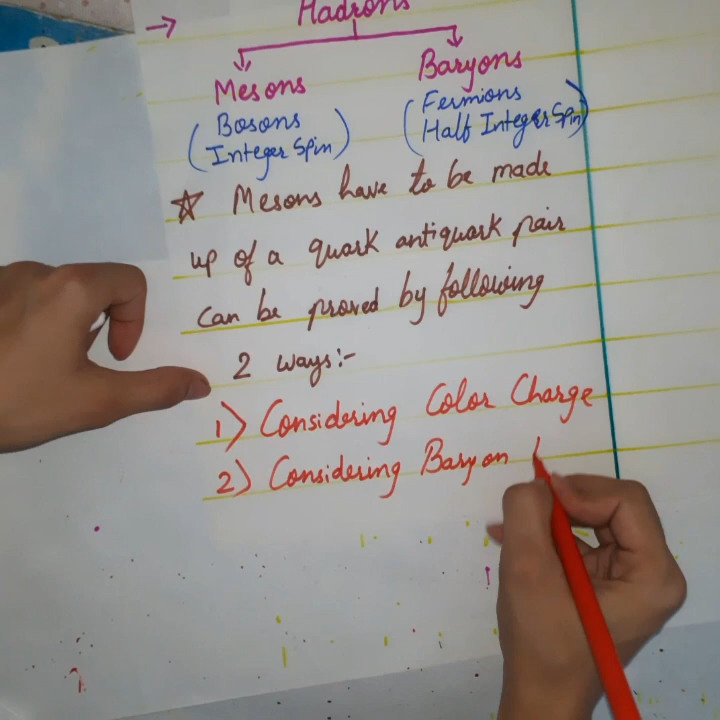 → Hadrons
Mesons Baryons
(Bosons
Integer Spin) (Fermions
Half Integer Spin)
☆ Mesons have to be made
up of a quark antiquark pair
can be proved by following
2 ways:-
1) Considering Color Charge
2) Considering Baryon